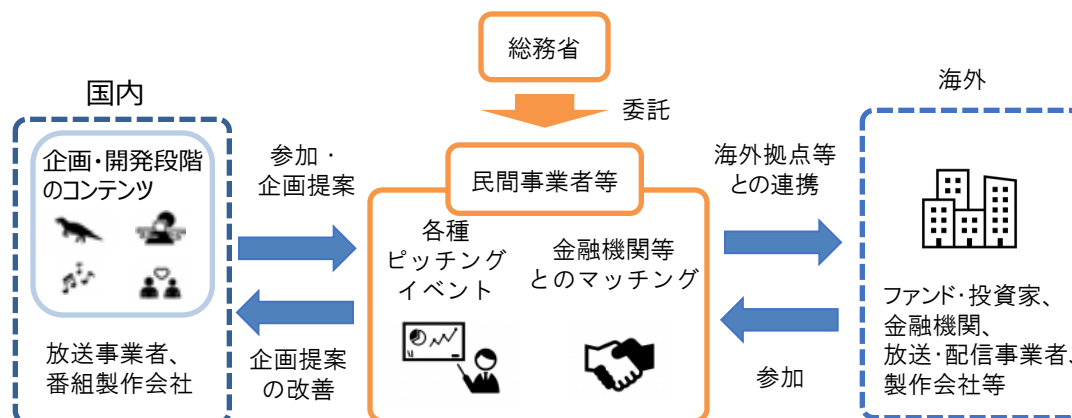 総務省
委託
国内
企画・開発段階
のコンテンツ
放送事業者、
番組製作会社
参加・
企画提案
企画提案
の改善
民間事業者等
各種
ピッチング
イベント
金融機関等
とのマッチング
海外拠点等
との連携
参加
海外
ファンド・投資家、
金融機関、
放送・配信事業者、
製作会社等